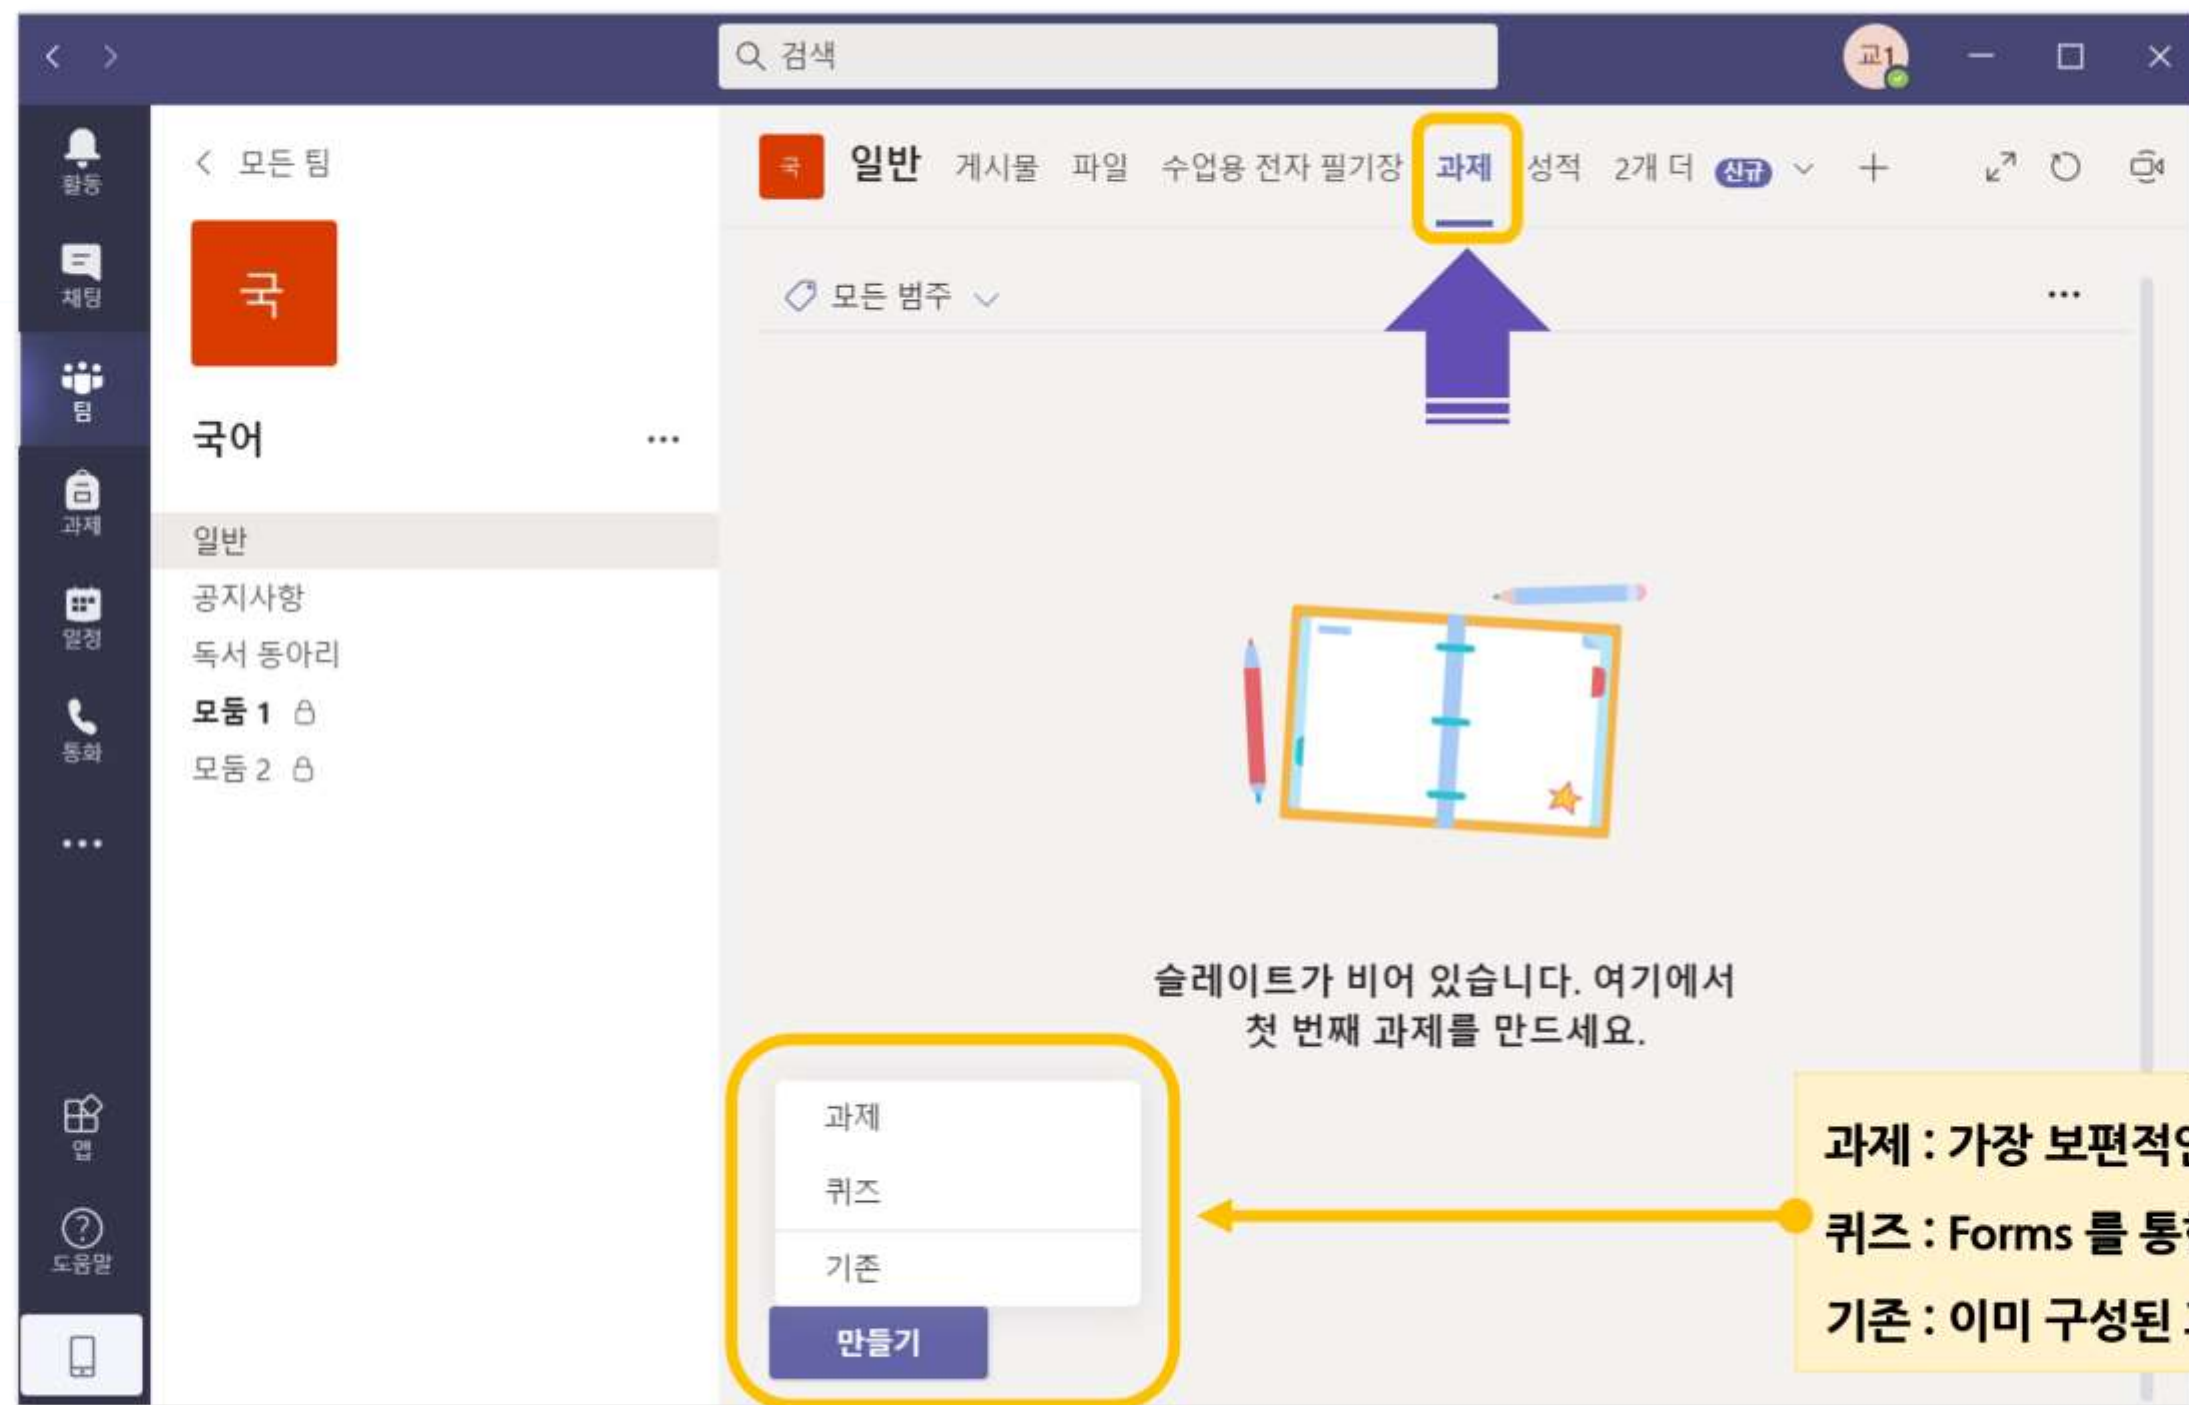 검색
교1
활동
채팅
팀
과제
일정
통화
앱
도움말
모든 팀
국
국어
일반
공지사항
독서 동아리
모둠 1
모둠 2
국 일반 게시물 파일 수업용 전자 필기장 과제 성적 2개 더 신규
모든 범주
슬레이트가 비어 있습니다. 여기에서
첫 번째 과제를 만드세요.
과제
퀴즈
기존
만들기
과제 : 가장
퀴즈 : Forms 를
기존 : 이미 구성된